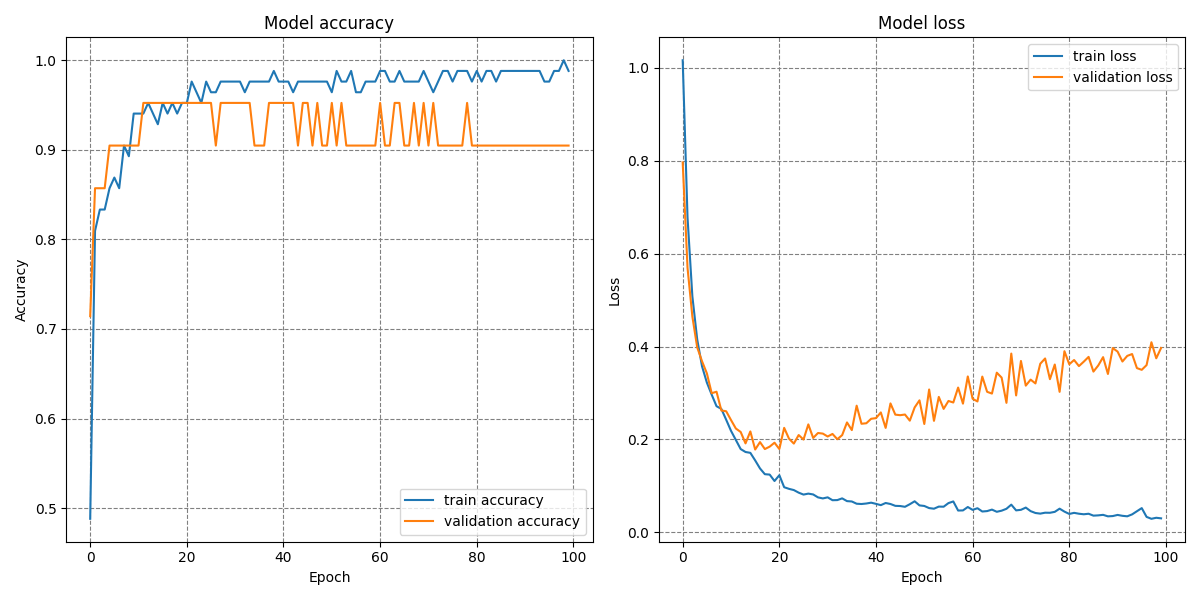 Model accuracy
Accuracy
1.0
0.9
0.8
0.7
0.6
0.5
train accuracy
validation accuracy
0 20 40 60 80 100
Epoch
Model loss
Loss
1.0
0.8
0.6
0.4
0.2
0.0
train loss
validation loss
0 20 40 60 80 100
Epoch